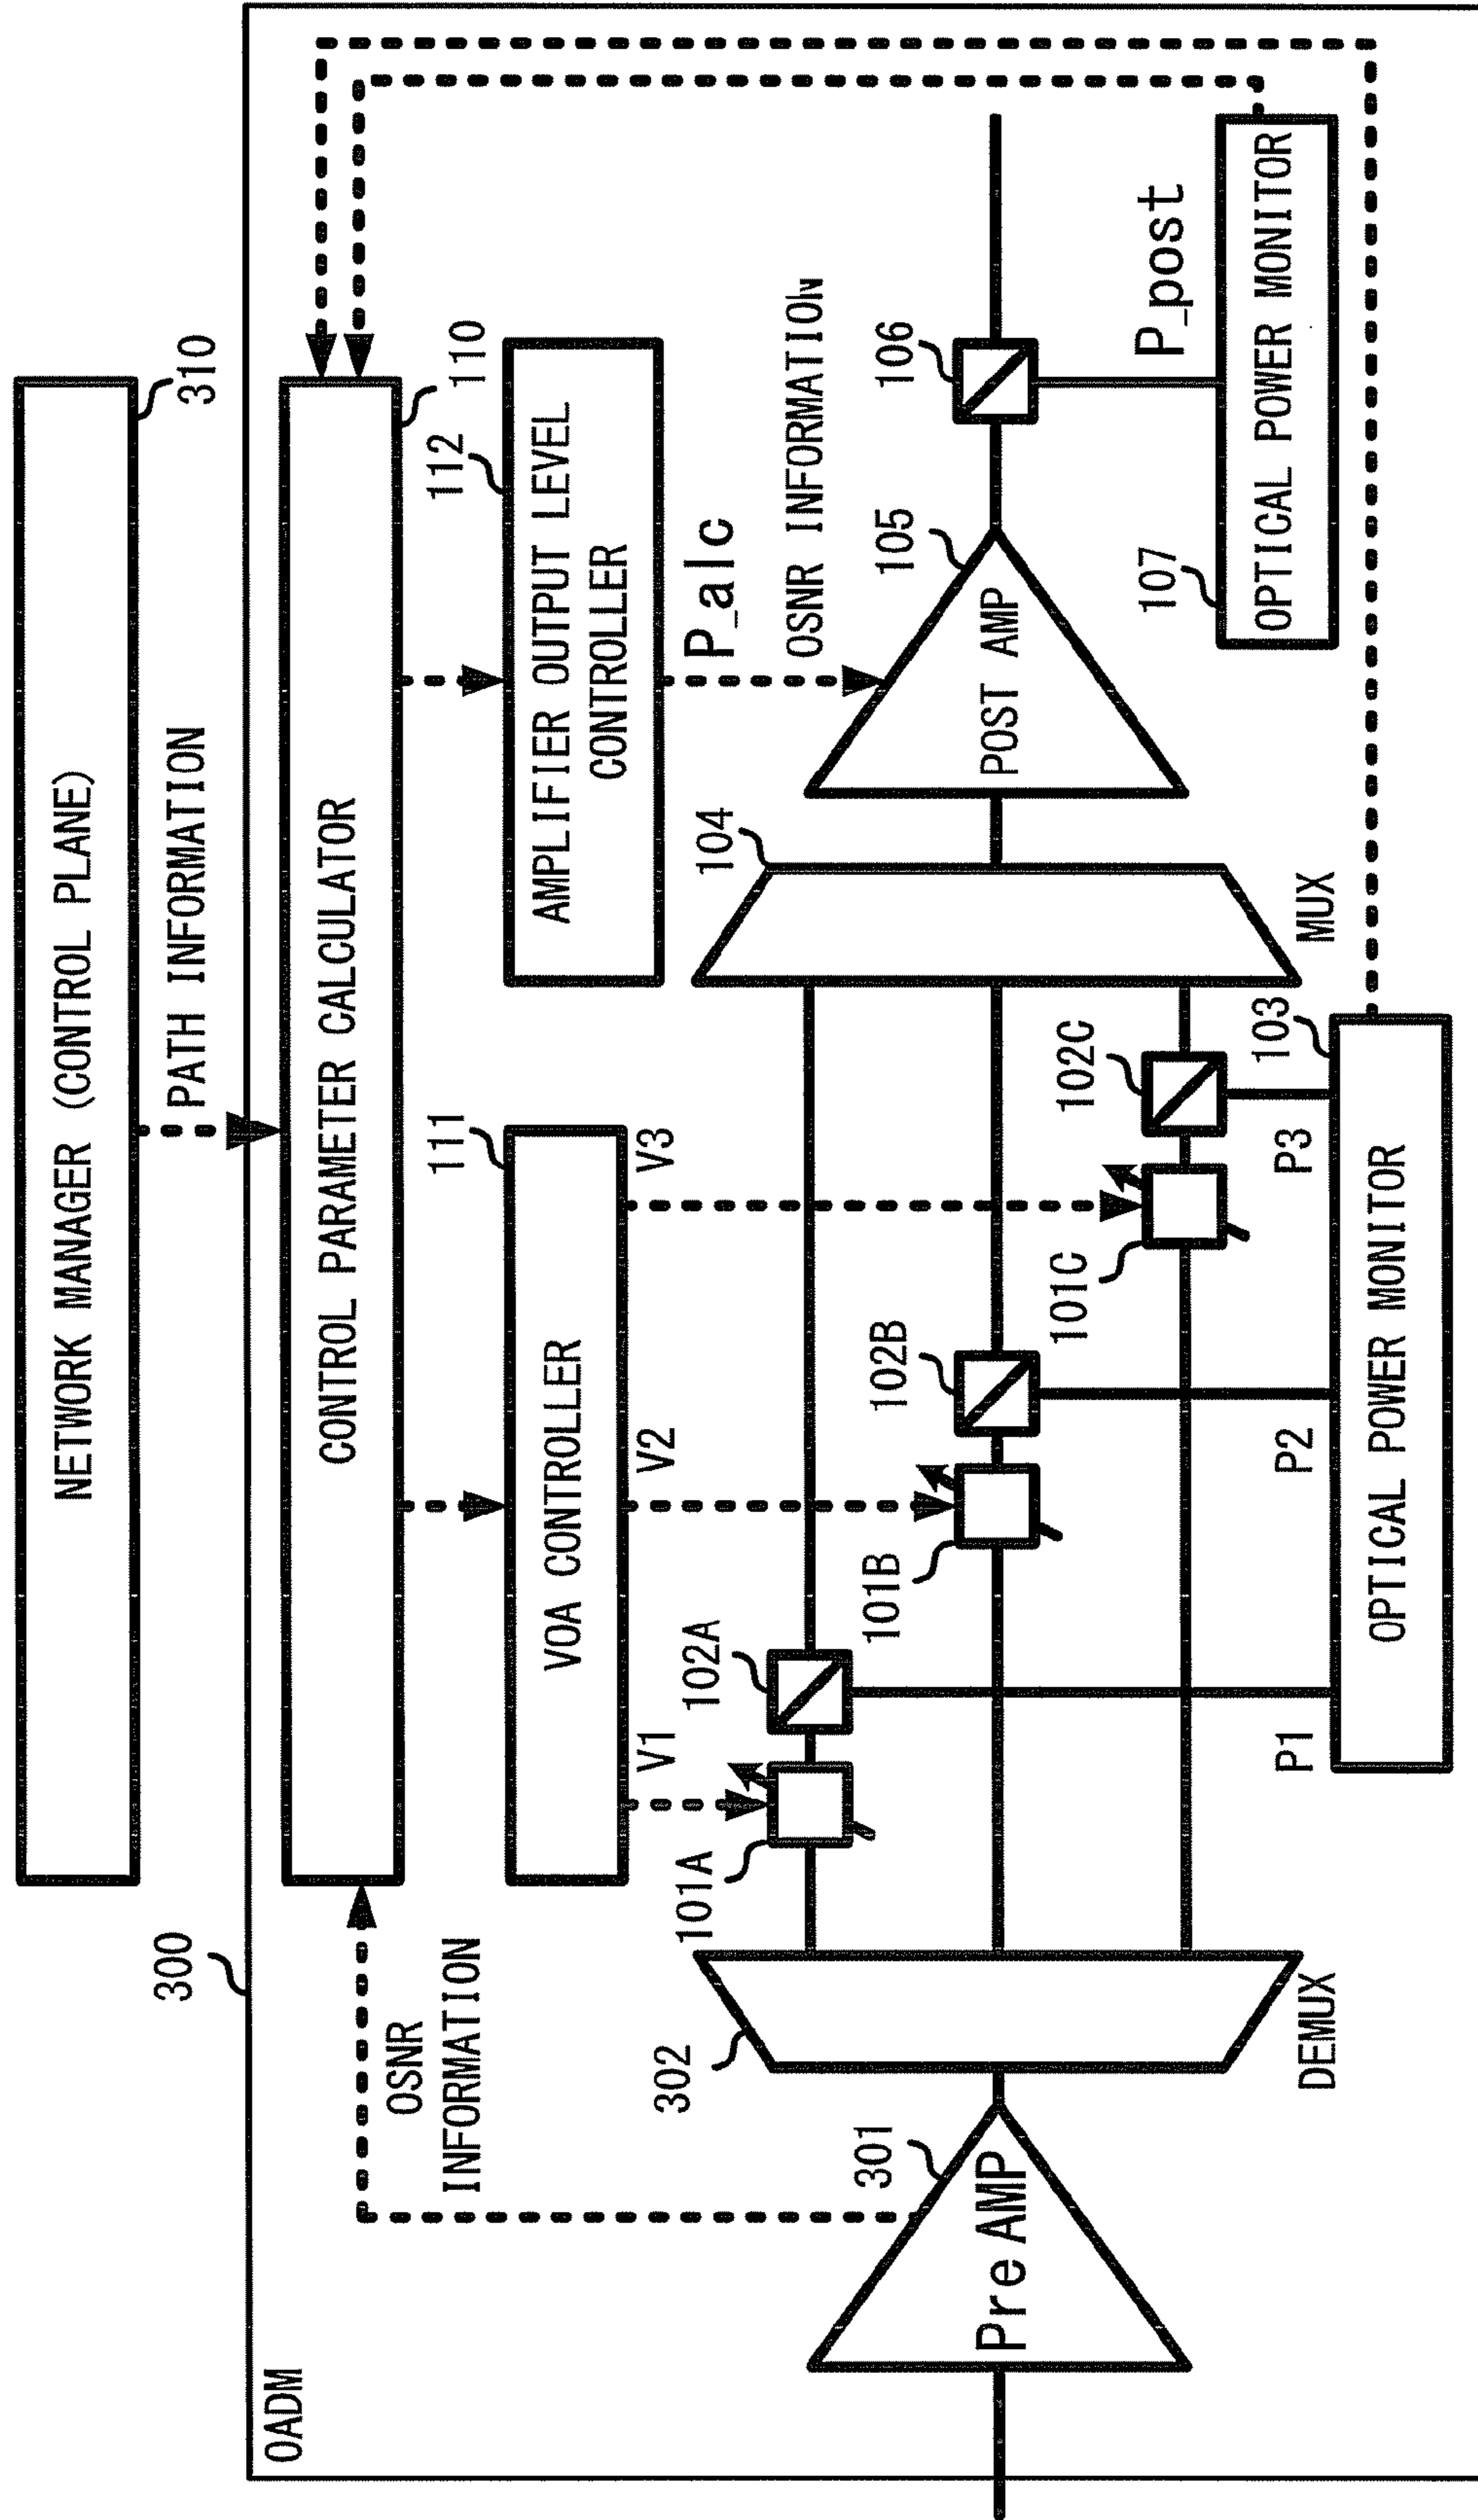 NETWORK MANAGER (CONTROL PLANE)
310
PATH INFORMATION
300
OADM
CONTROL PARAMETER CALCULATOR
110
OSNR
INFORMATION
VOA CONTROLLER
111
AMPLIFIER OUTPUT LEVEL
CONTROLLER
112
V1
V2
V3
P_alc
OSNR INFORMATION
Pre AMP
301
302
DEMUX
101A
102A
101B
102B
101C
102C
104
MUX
POST AMP
105
106
P1
P2
P3
OPTICAL POWER MONITOR
103
P_post
107
OPTICAL POWER MONITOR